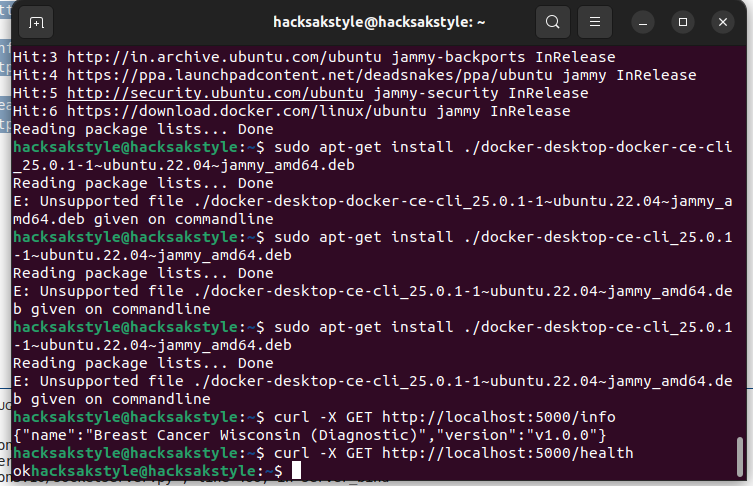 hacksakstyle@hacksakstyle: ~
Hit:3 http://in.archive.ubuntu.com/ubuntu jammy-backports InRelease
Hit:4 https://ppa.launchpadcontent.net/deadsnakes/ppa/ubuntu jammy InRelease
Hit:5 http://security.ubuntu.com/ubuntu jammy-security InRelease
Hit:6 https://download.docker.com/linux/ubuntu jammy InRelease
Reading package lists... Done
hacksakstyle@hacksakstyle:~$ sudo apt-get install ./docker-desktop-docker-ce-cli
_25.0.1-1~ubuntu.22.04~jammy_amd64.deb
Reading package lists... Done
E: Unsupported file ./docker-desktop-docker-ce-cli_25.0.1-1~ubuntu.22.04~jammy_a
md64.deb given on commandline
hacksakstyle@hacksakstyle:~$ sudo apt-get install ./docker-desktop-ce-cli_25.0.1
-1~ubuntu.22.04~jammy_amd64.deb
Reading package lists... Done
E: Unsupported file ./docker-desktop-ce-cli_25.0.1-1~ubuntu.22.04~jammy_amd64.de
b given on commandline
hacksakstyle@hacksakstyle:~$ sudo apt-get install ./docker-desktop-ce-cli_25.0.1
-1~ubuntu.22.04~jammy_amd64.deb
Reading package lists... Done
E: Unsupported file ./docker-desktop-ce-cli_25.0.1-1~ubuntu.22.04~jammy_amd64.de
b given on commandline
hacksakstyle@hacksakstyle:~$ curl -X GET http://localhost:5000/info
{"name":"Breast Cancer Wisconsin (Diagnostic)","version":"v1.0.0"}
hacksakstyle@hacksakstyle:~$ curl -X GET http://localhost:5000/health
okhacksakstyle@hacksakstyle:~$